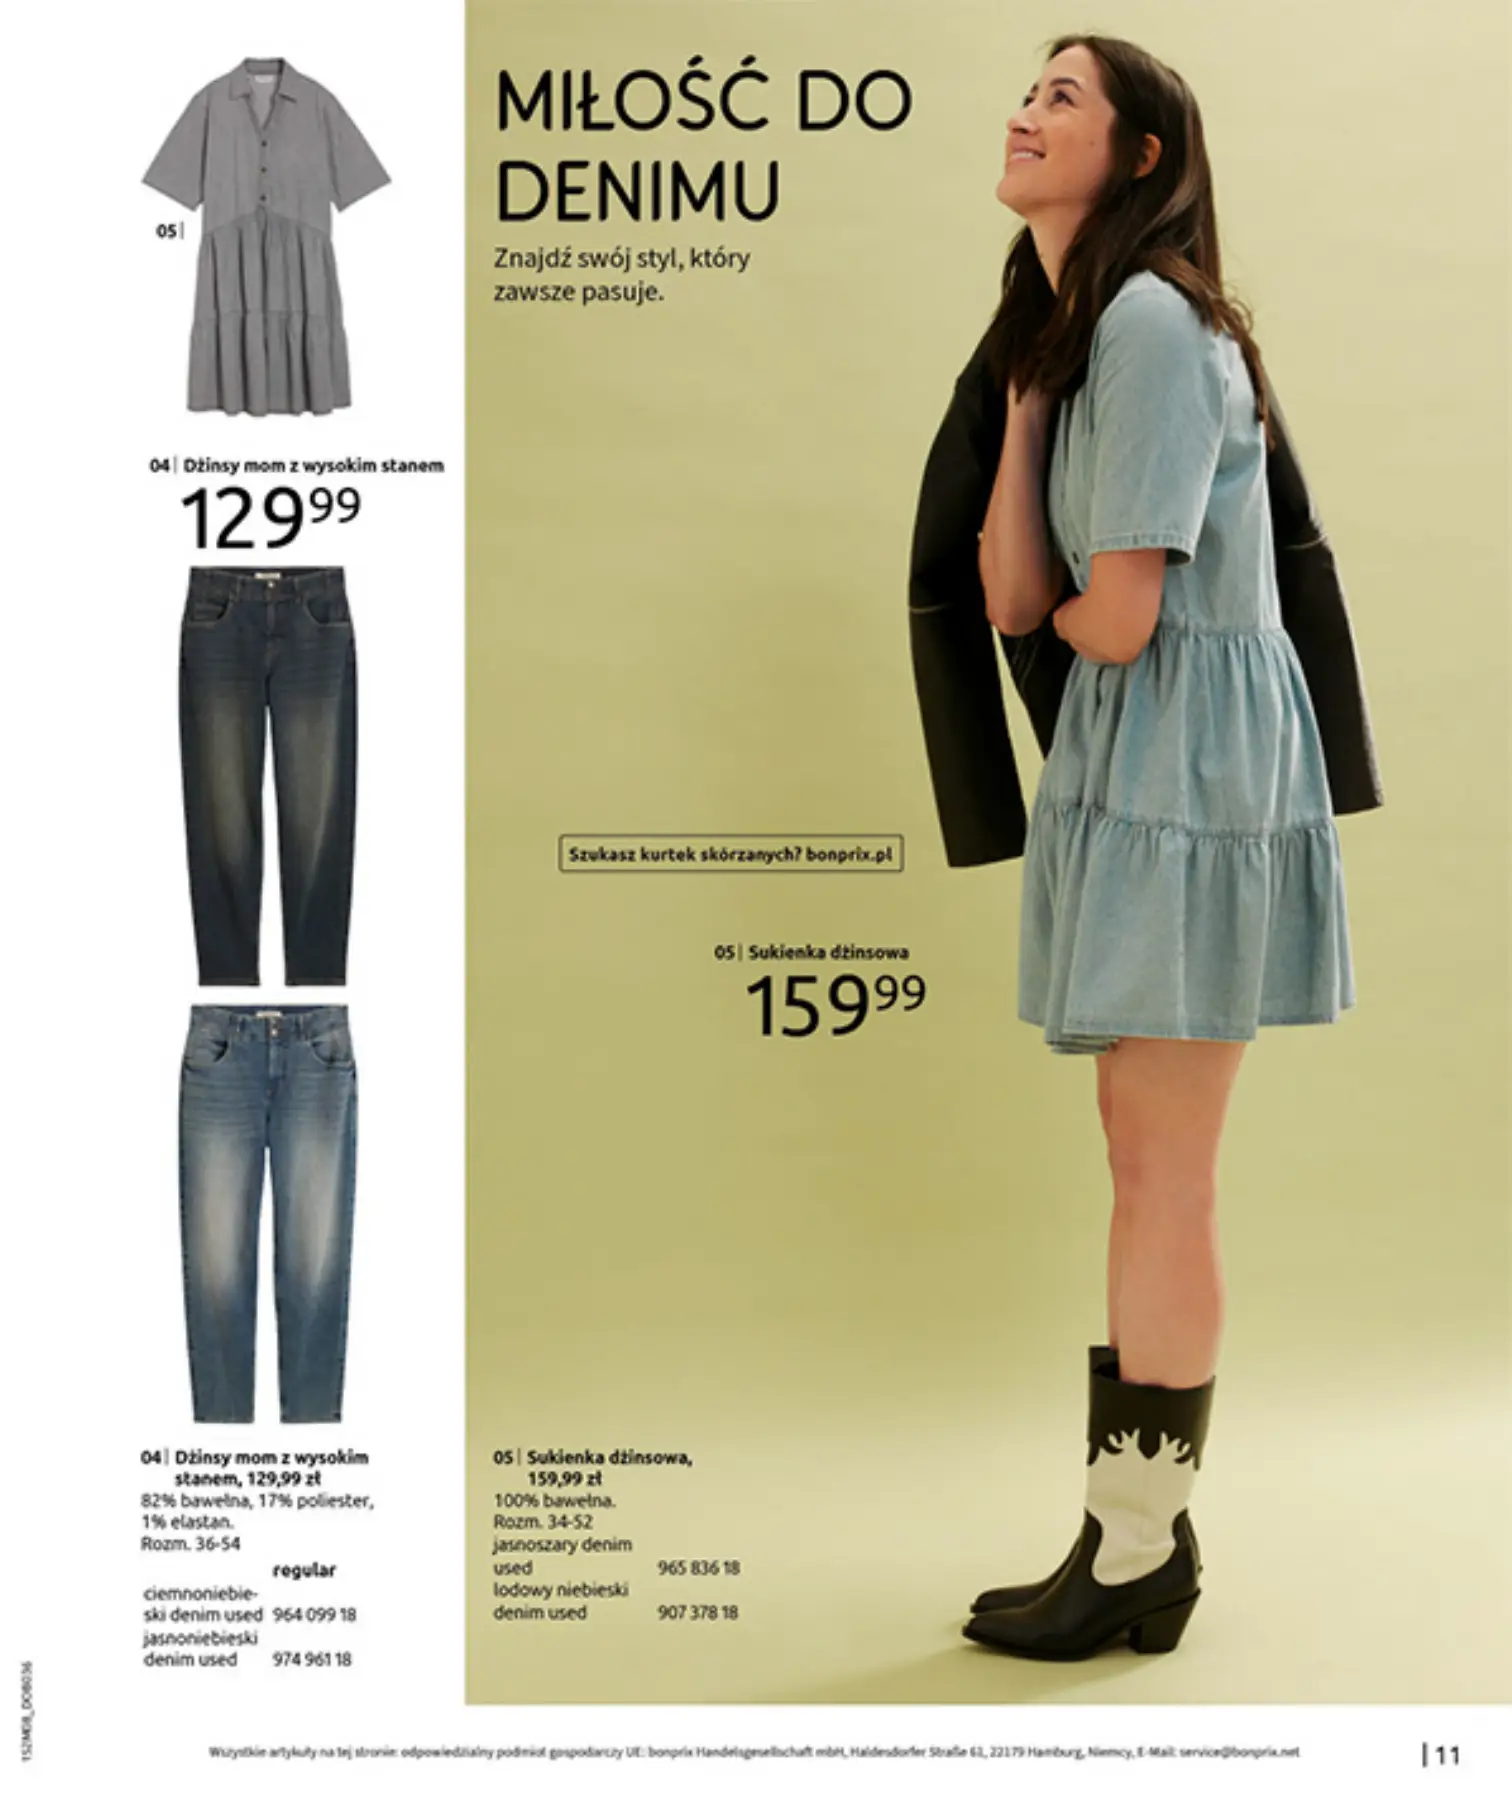 MIŁOŚĆ DO
DENIMU
Znajdź swój styl, który
zawsze pasuje.
05|
04| Dżinsy mom z wysokim stanem
129 99
Szukasz kurtek skórzanych? bonprix.pl
05| Sukienka dżinsowa
159 99
04| Dżinsy mom z wysokim
stanem, 129,99 zł
82% bawełna, 17% poliester,
1% elastan.
Rozm. 36-54
regular
ciemnoniebie-
ski denim used 964 099 18
jasnoniebieski
denim used 974 961 18
05| Sukienka dżinsowa,
159,99 zł
100% bawełna.
Rozm. 34-52
jasnoszary denim
used 965 836 18
lodowy niebieski
denim used 907 378 18
152M08_DOB036
Wszystkie artykuły na tej stronie: odpowiedzialny podmiot gospodarczy UE: bonprix Handelsgesellschaft mbH, Haldesdorfer Straße 61, 22179 Hamburg, Niemcy, E-Mail: service@bonprix.net
| 11